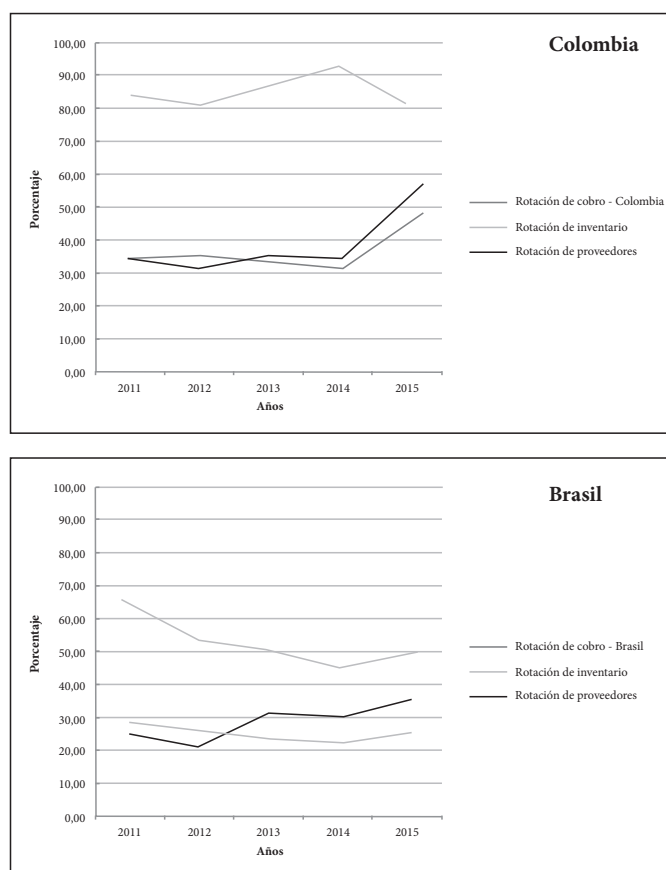 Colombia
100,00
90,00
80,00
70,00
60,00
50,00
40,00
30,00
20,00
10,00
0,00
Porcentaje
2011 2012 2013 2014 2015
Años
Rotación de cobro - Colombia
Rotación de inventario
Rotación de proveedores
Brasil
100,00
90,00
80,00
70,00
60,00
50,00
40,00
30,00
20,00
10,00
0,00
Porcentaje
2011 2012 2013 2014 2015
Años
Rotación de cobro - Brasil
Rotación de inventario
Rotación de proveedores